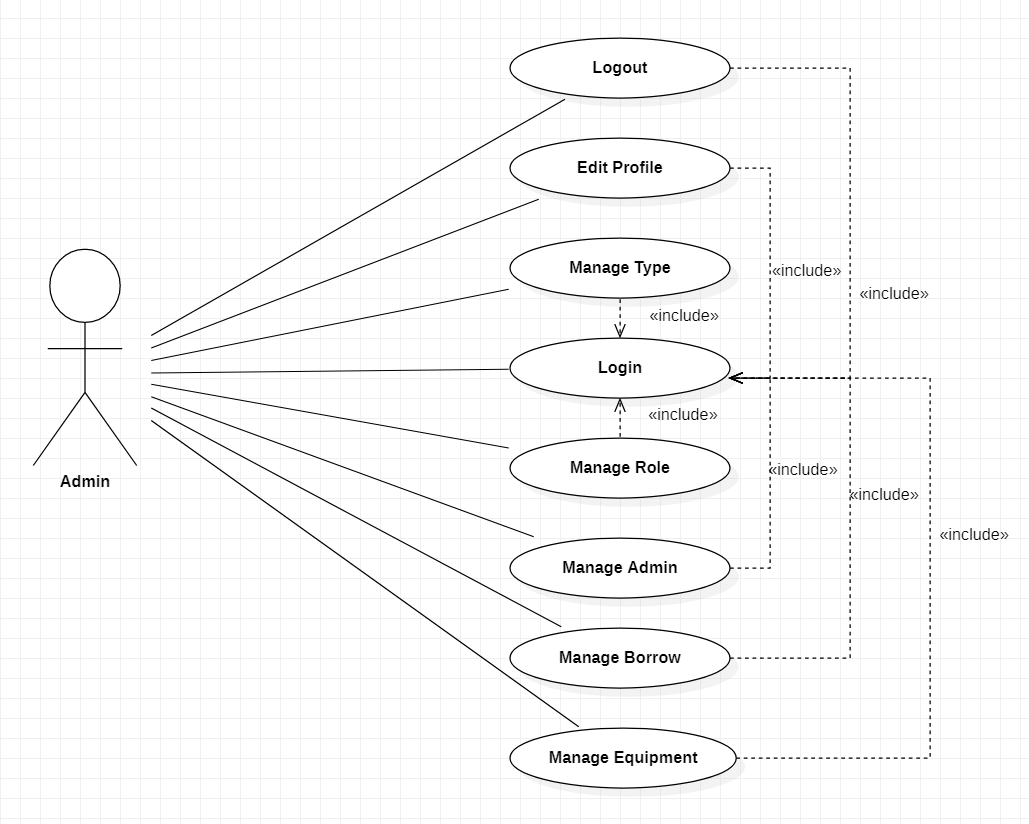 Logout
Edit Profile
Manage Type
«include»
«include»
«include»
Login
«include»
Manage Role
«include»
Admin
«include»
«include»
Manage Admin
Manage Borrow
Manage Equipment